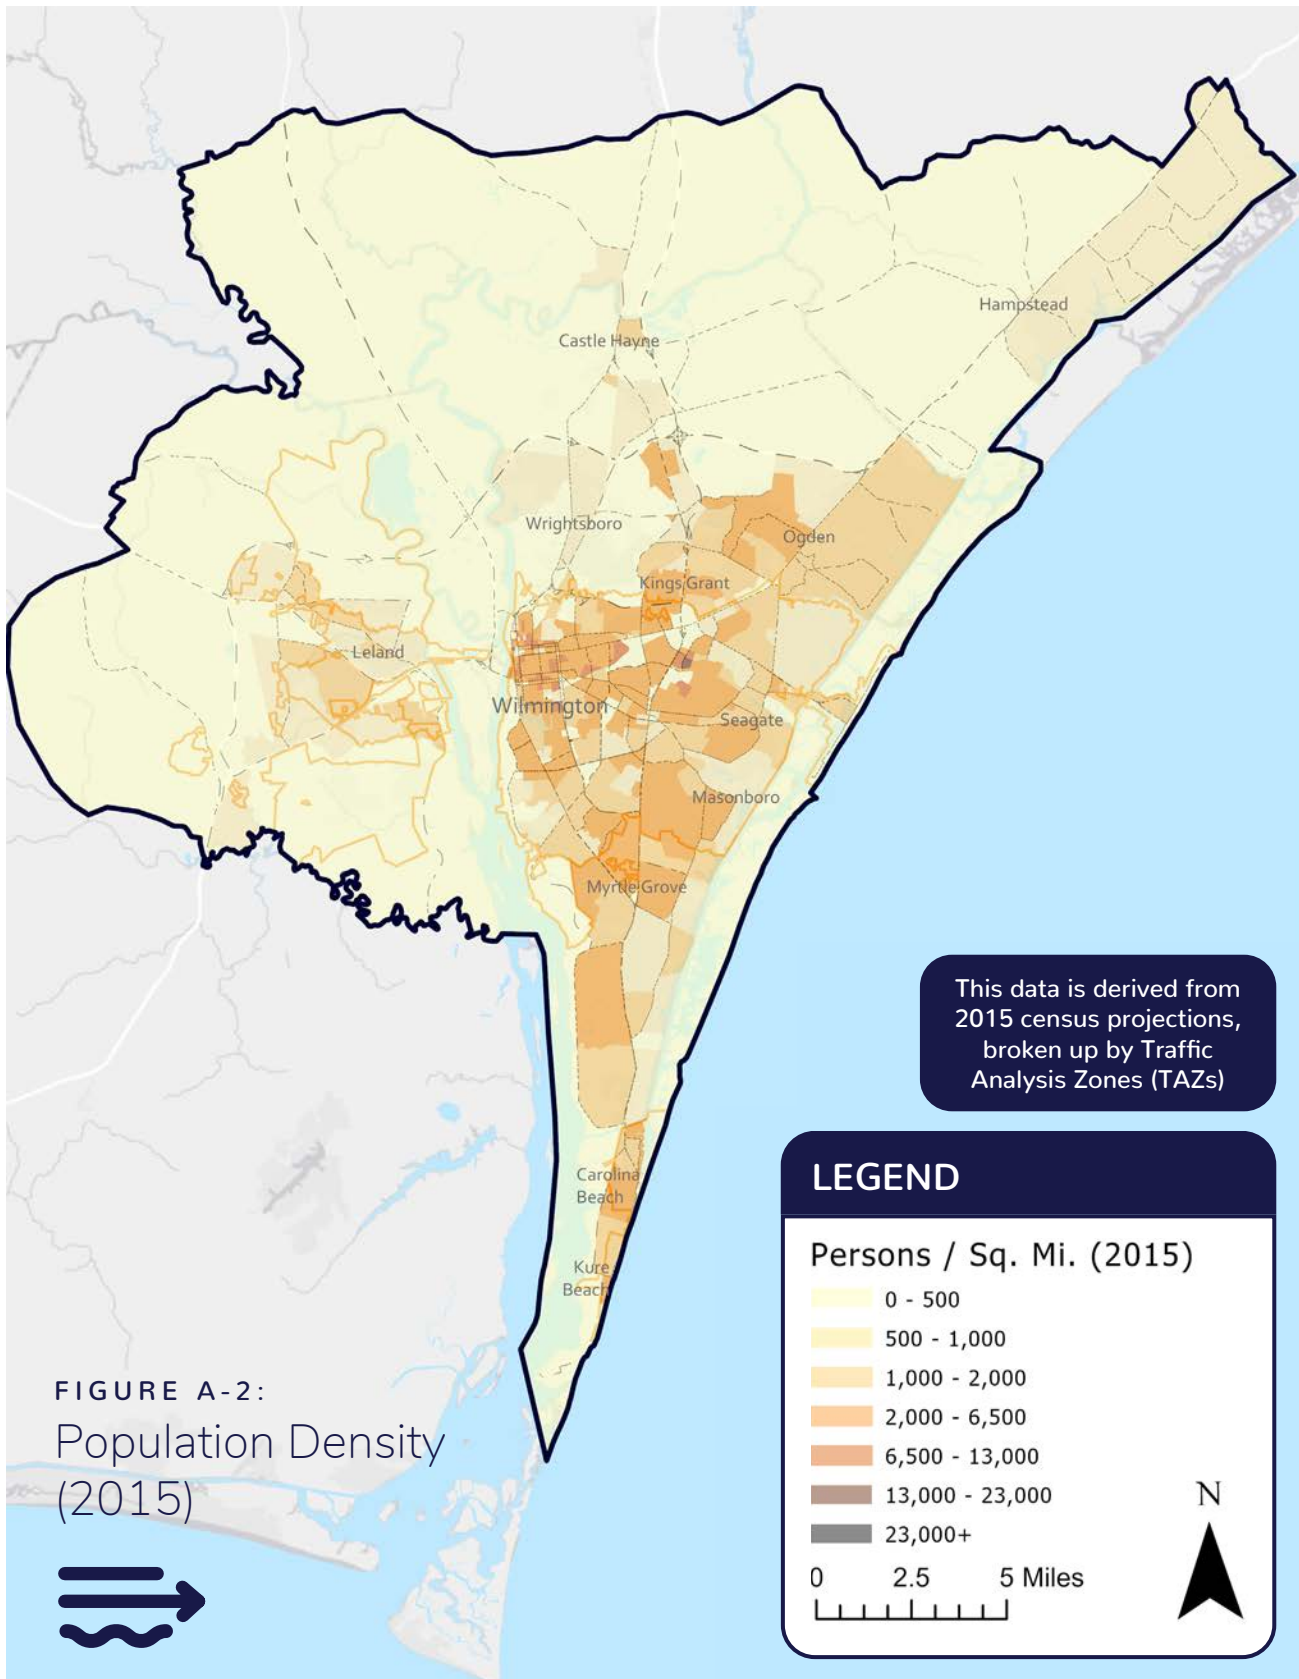 Hampstead
Castle Hayne
Wrightsboro
Ogden
Kings Grant
Leland
Wilmington
Seagate
Masonboro
Myrtle Grove
Carolina
Beach
Kure
Beach
This data is derived from
2015 census projections,
broken up by Traffic
Analysis Zones (TAZs)
LEGEND
Persons / Sq. Mi. (2015)
0 - 500
500 - 1,000
1,000 - 2,000
2,000 - 6,500
6,500 - 13,000
13,000 - 23,000
23,000+
0 2.5 5 Miles
N
FIGURE A-2:
Population Density
(2015)